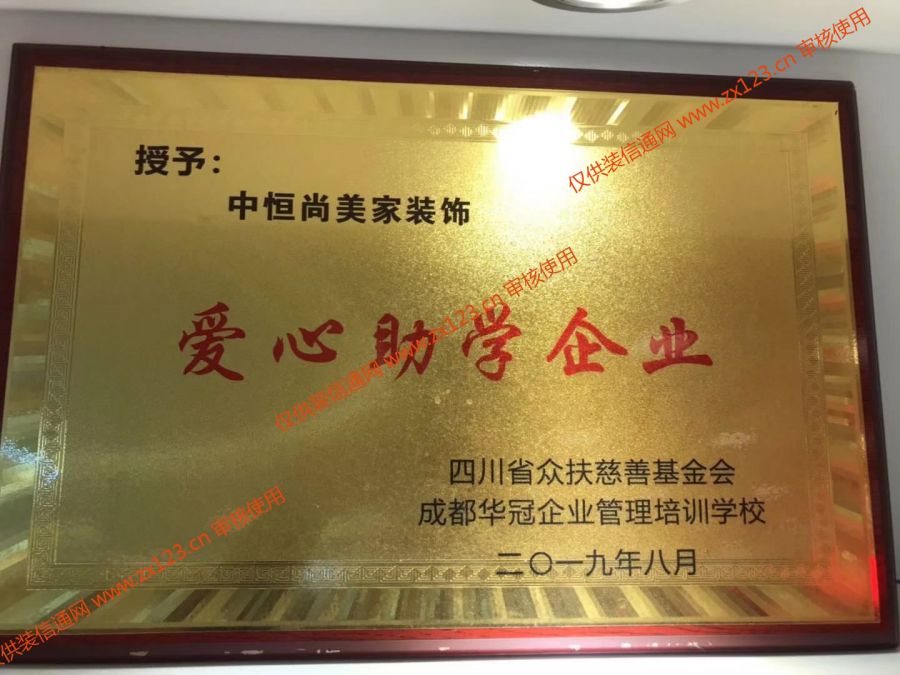 授予：
中恒尚美家装饰
爱心助学企业
四川省众扶慈善基金会
成都华冠企业管理培训学校
二〇一九年八月
仅供装信通网 www.zx123.cn 审核使用
仅供装信通网 www.zx123.cn 审核使用
仅供装信通网 www.zx123.cn 审核使用